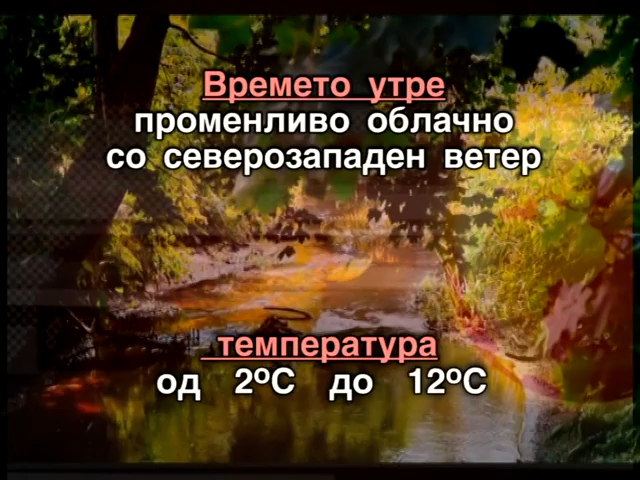 Времето утре
променливо облачно
со северозападен ветер
температура
од 2ºC до 12ºC